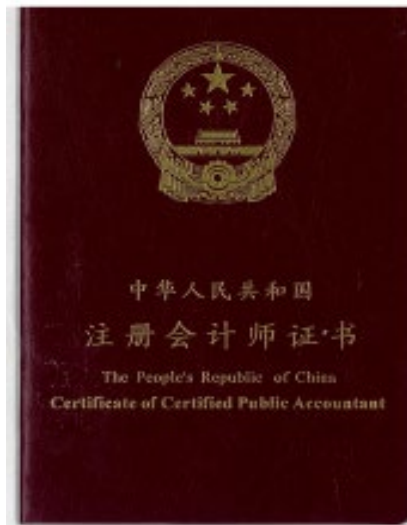 中华人民共和国
注册会计师证书
The People's Republic of China
Certificate of Certified Public Accountant